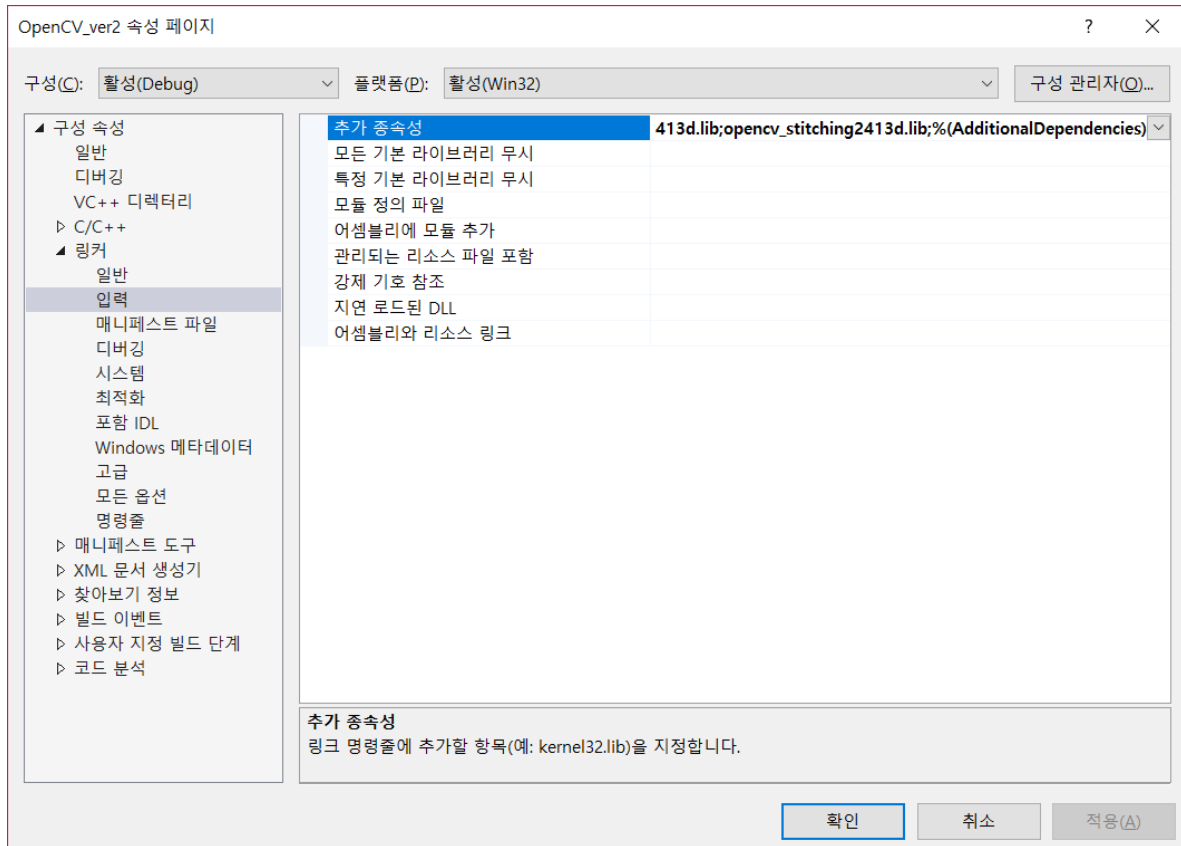 OpenCV_ver2 속성 페이지
구성(C): 활성(Debug) 플랫폼(P): 활성(Win32) 구성 관리자(O)...
구성 속성
일반
디버깅
VC++ 디렉터리
C/C++
링커
일반
입력
매니페스트 파일
디버깅
시스템
최적화
포함 IDL
Windows 메타데이터
고급
모든 옵션
명령줄
매니페스트 도구
XML 문서 생성기
찾아보기 정보
빌드 이벤트
사용자 지정 빌드 단계
코드 분석
추가 종속성 413d.lib;opencv_stitching2413d.lib;%(AdditionalDependencies)
모든 기본 라이브러리 무시
특정 기본 라이브러리 무시
모듈 정의 파일
어셈블리에 모듈 추가
관리되는 리소스 파일 포함
강제 기호 참조
지연 로드된 DLL
어셈블리와 리소스 링크
추가 종속성
링크 명령줄에 추가할 항목(예: kernel32.lib)을 지정합니다.
확인 취소 적용(A)